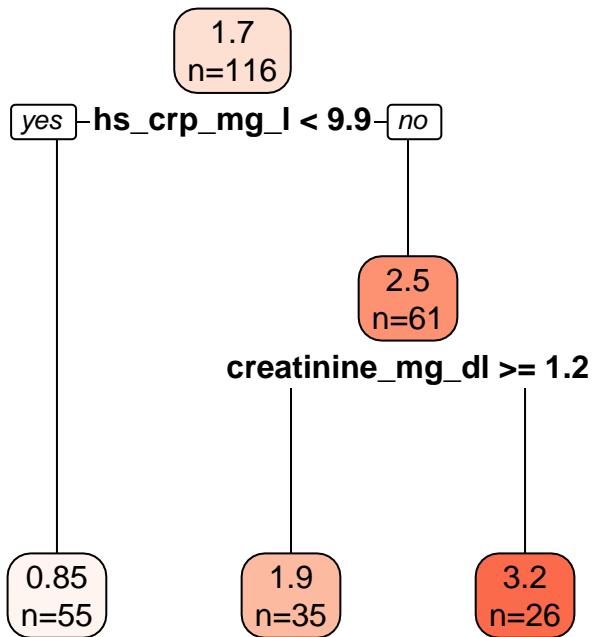 1.7
n=116
yes hs_crp_mg_l < 9.9 no
2.5
n=61
creatinine_mg_dl >= 1.2
0.85
n=55
1.9
n=35
3.2
n=26